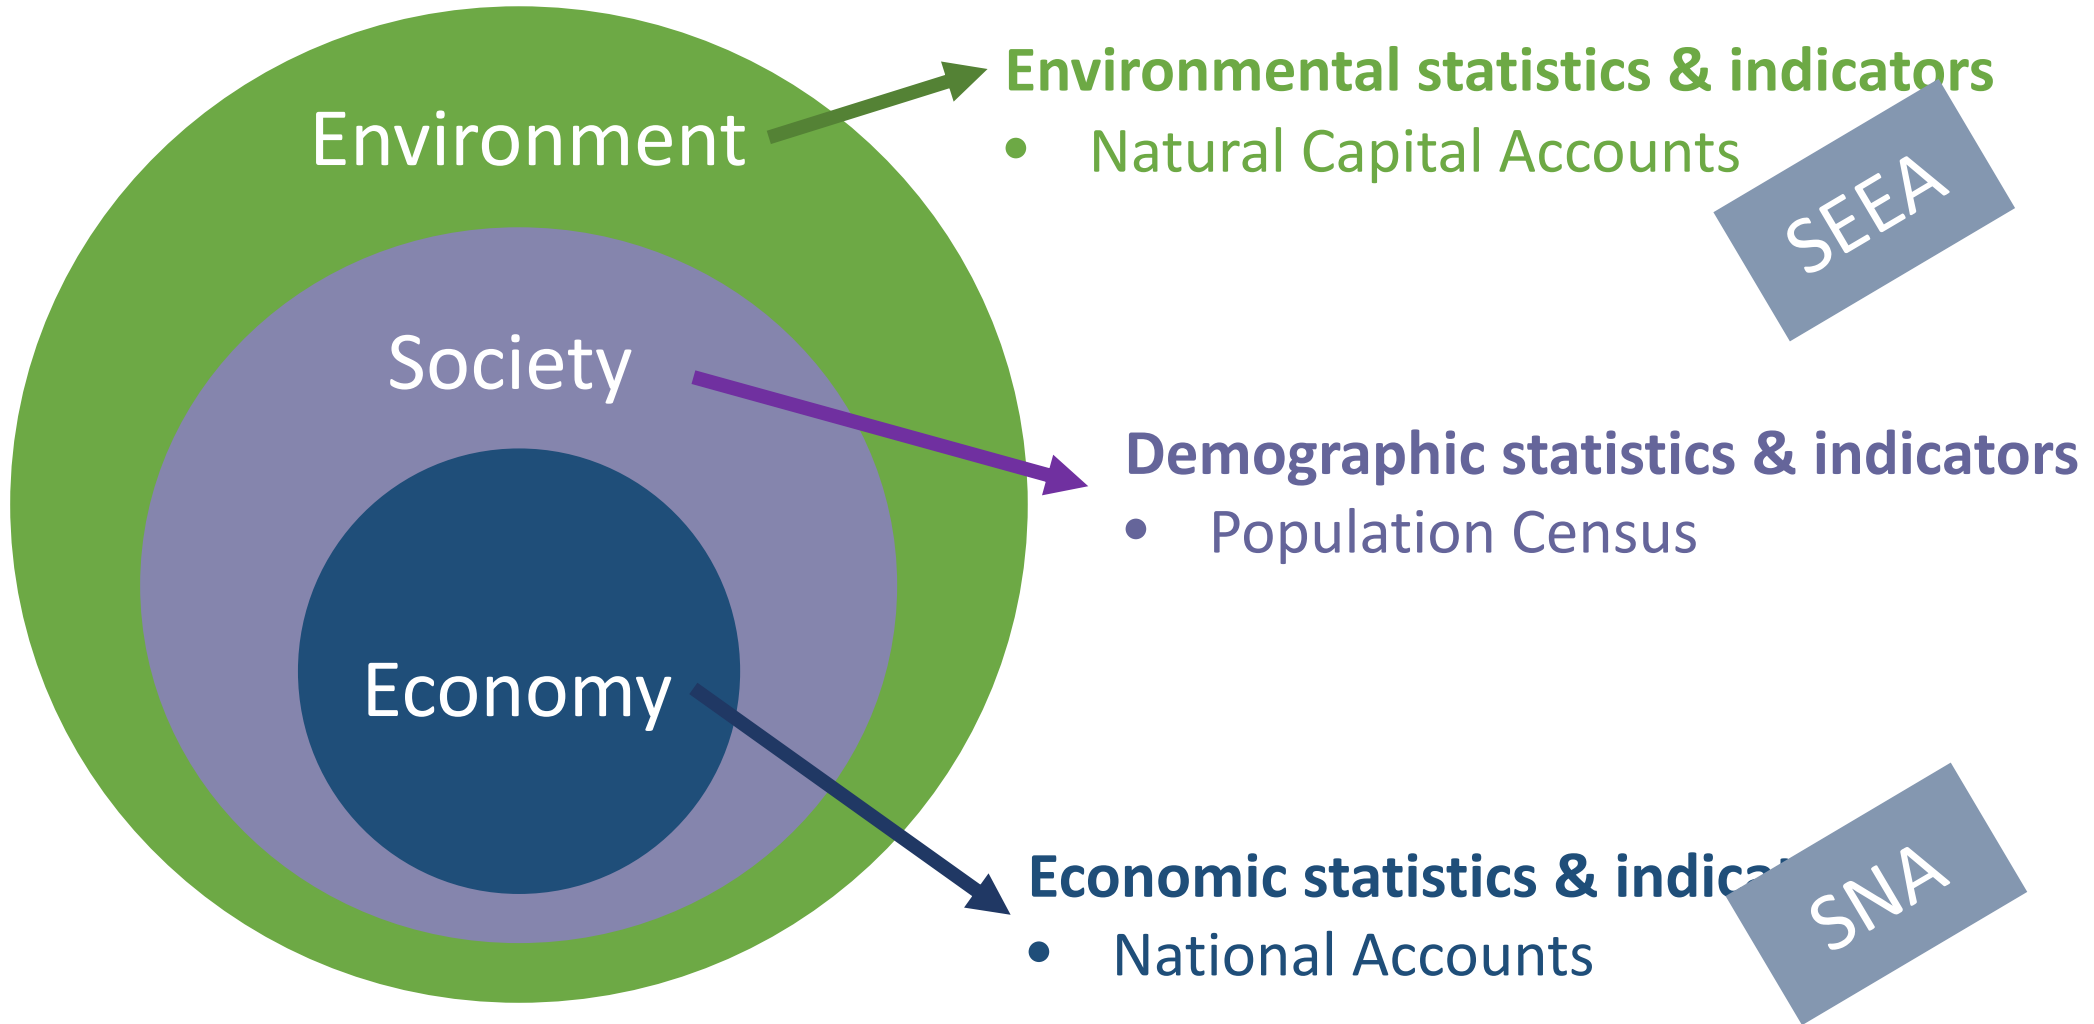 Environment
Society
Economy
Environmental statistics & indicators
• Natural Capital Accounts
SEEA
Demographic statistics & indicators
• Population Census
Economic statistics &
• National Accounts
SNA